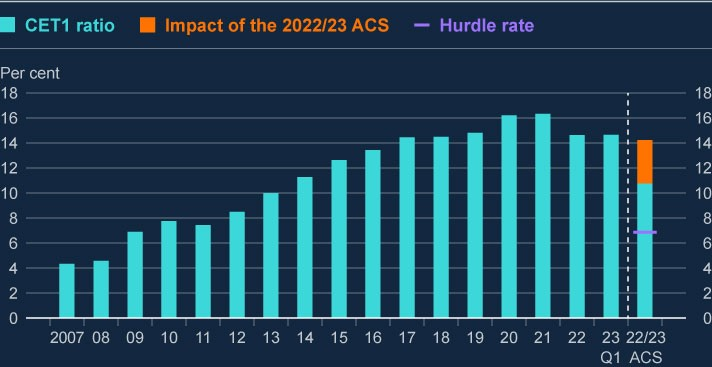 CET1 ratio Impact of the 2022/23 ACS Hurdle rate
Per cent
18 18
16 16
14 14
12 12
10 10
8 8
6 6
4 4
2 2
0 0
2007 08 09 10 11 12 13 14 15 16 17 18 19 20 21 22 23 22/23
Q1 ACS